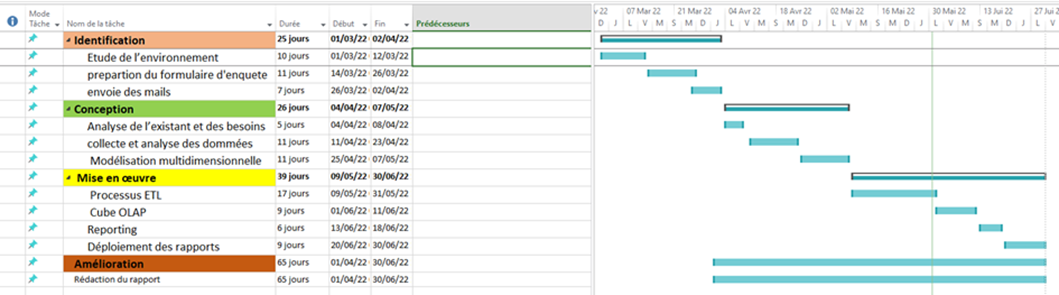 Mode Tâche Nom de la tâche Durée Début Fin Prédécesseurs
v 22 07 Mar 22 21 Mar 22 04 Avr 22 18 Avr 22 02 Mai 22 16 Mai 22 30 Mai 22 13 Jui 22 27 Jui 2
D J L V M S D M J L V M S D M J L V M
Identification 25 jours 01/03/22 02/04/22
Etude de l'environnement 10 jours 01/03/22 12/03/22
prepartion du formulaire d'enquete 11 jours 14/03/22 26/03/22
envoie des mails 7 jours 26/03/22 02/04/22
Conception 26 jours 04/04/22 07/05/22
Analyse de l'existant et des besoins 5 jours 04/04/22 08/04/22
collecte et analyse des dommées 11 jours 11/04/22 23/04/22
Modélisation multidimensionnelle 11 jours 25/04/22 07/05/22
Mise en œuvre 39 jours 09/05/22 30/06/22
Processus ETL 17 jours 09/05/22 31/05/22
Cube OLAP 9 jours 01/06/22 11/06/22
Reporting 6 jours 13/06/22 18/06/22
Déploiement des rapports 9 jours 20/06/22 30/06/22
Amélioration 65 jours 01/04/22 30/06/22
Rédaction du rapport 65 jours 01/04/22 30/06/22